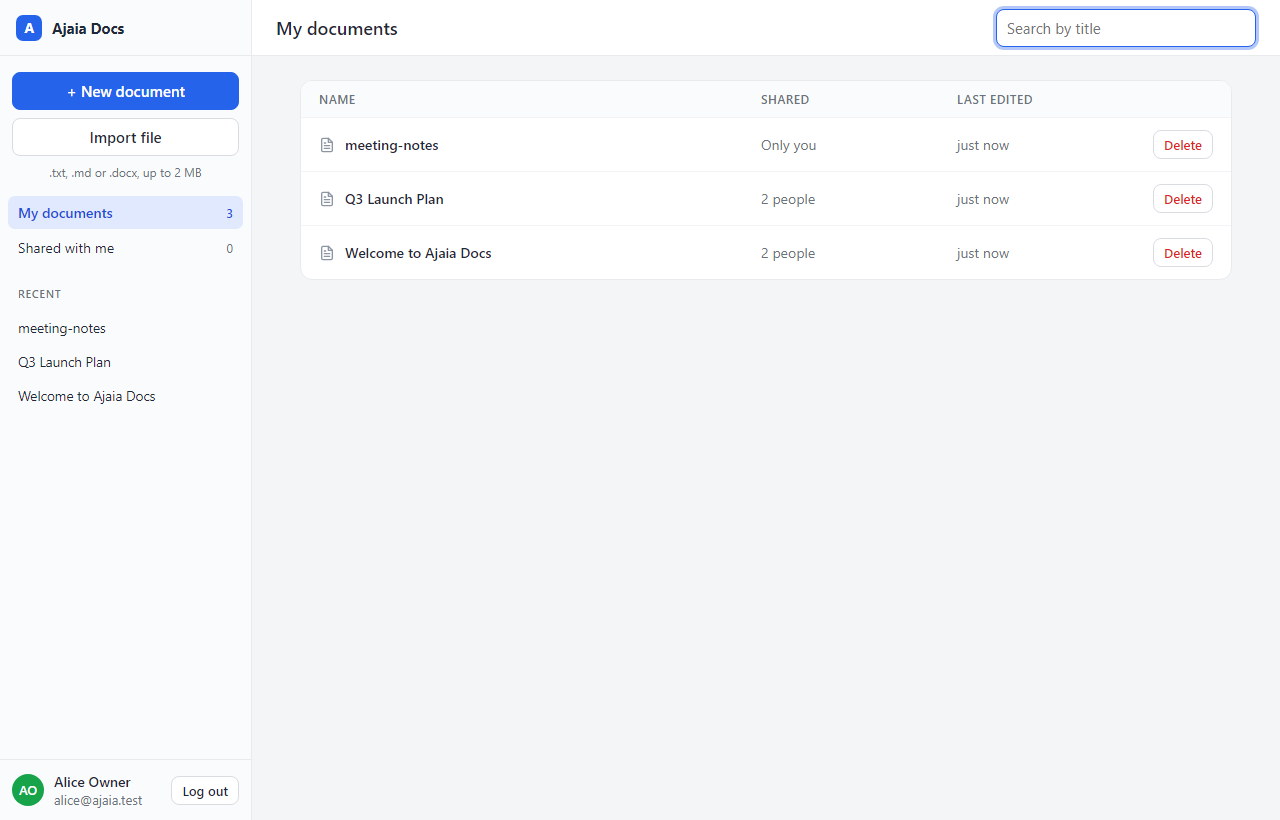 A Ajaia Docs
+ New document
Import file
.txt, .md or .docx, up to 2 MB
My documents 3
Shared with me 0
RECENT
meeting-notes
Q3 Launch Plan
Welcome to Ajaia Docs
AO Alice Owner
alice@ajaia.test
Log out
My documents
Search by title
NAME SHARED LAST EDITED
meeting-notes Only you just now Delete
Q3 Launch Plan 2 people just now Delete
Welcome to Ajaia Docs 2 people just now Delete